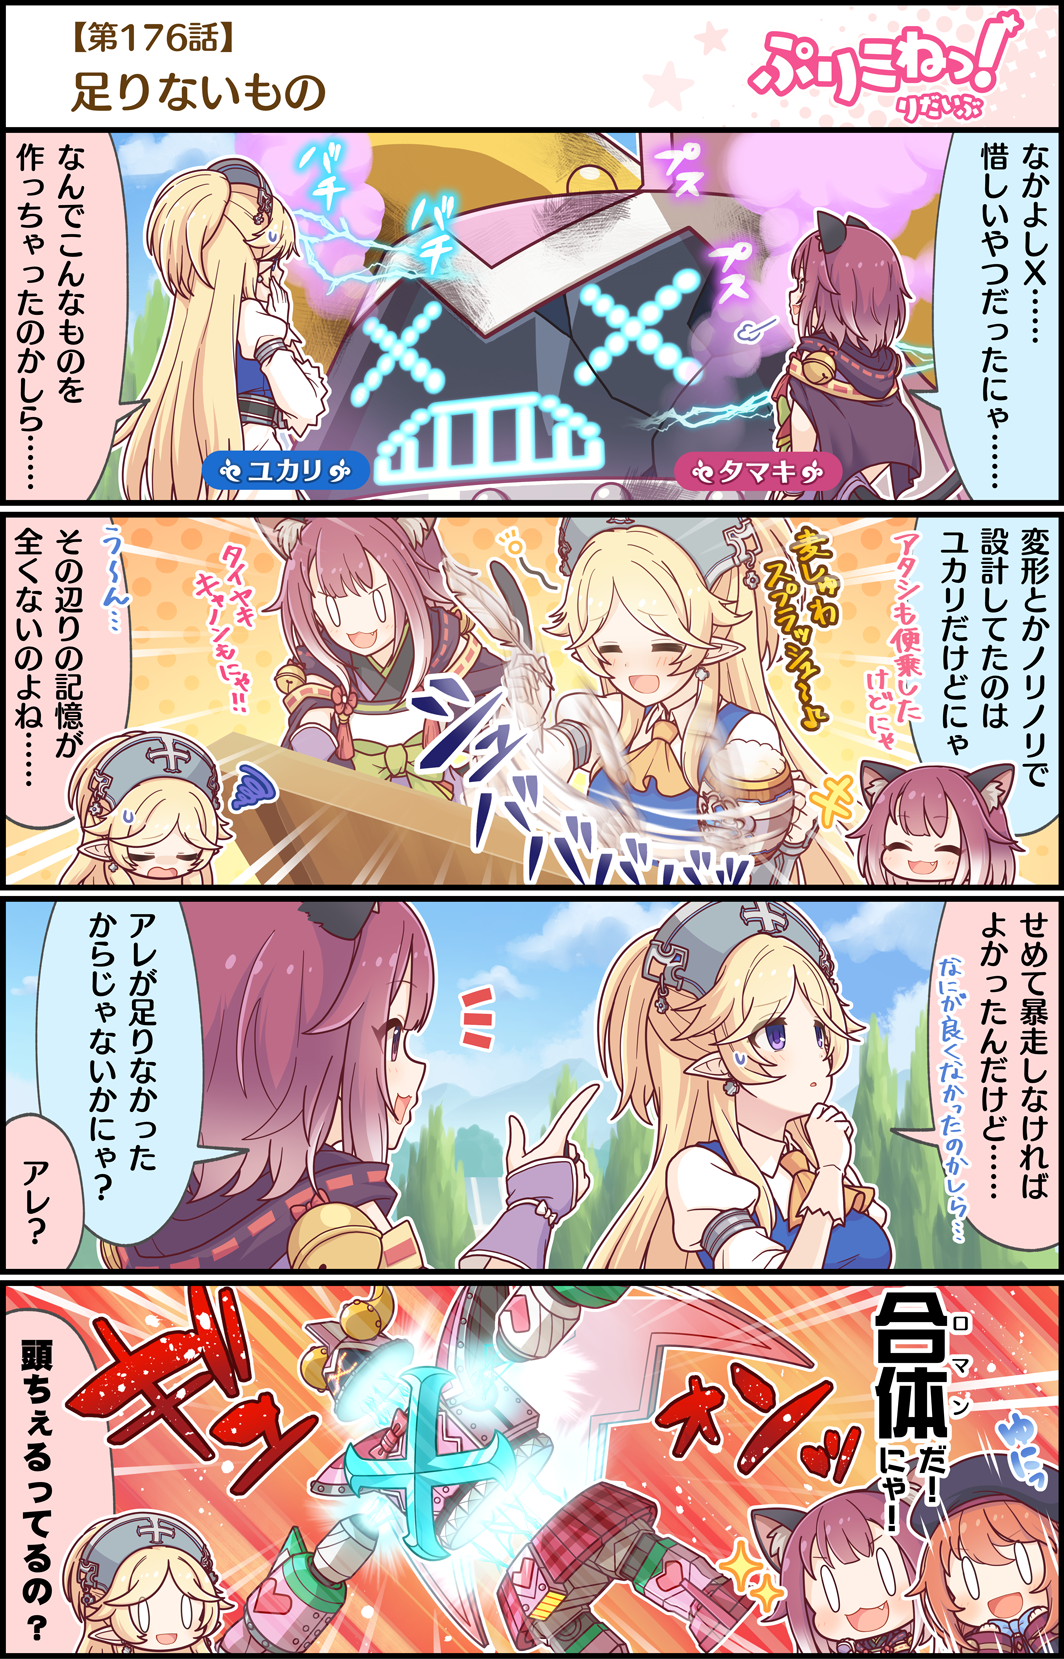 【第176話】
足りないもの
ぷりこねっ!
りだいぶ
なかよしX……
惜しいやつだったにゃ……
プス
プス
バチ
バチ
なんでこんなものを
作っちゃったのかしら……
ユカリ
タマキ
変形とかノリノリで
設計してたのは
ユカリだけどにゃ
アタシも便乗した
けどにゃ
麦しゅわ
スプラッシュ〜♪
タイヤキ
キャノンもにゃ!!
シュババババッ
その辺りの記憶が
全くないのよね……
う〜ん…
せめて暴走しなければ
よかったんだけど……
なにが良くなかったのかしら…
アレが足りなかった
からじゃないかにゃ?
アレ?
合体
ロマン
だ!
にゃ!
ゆにっ
ギュオンッ
頭ちぇるってるの?